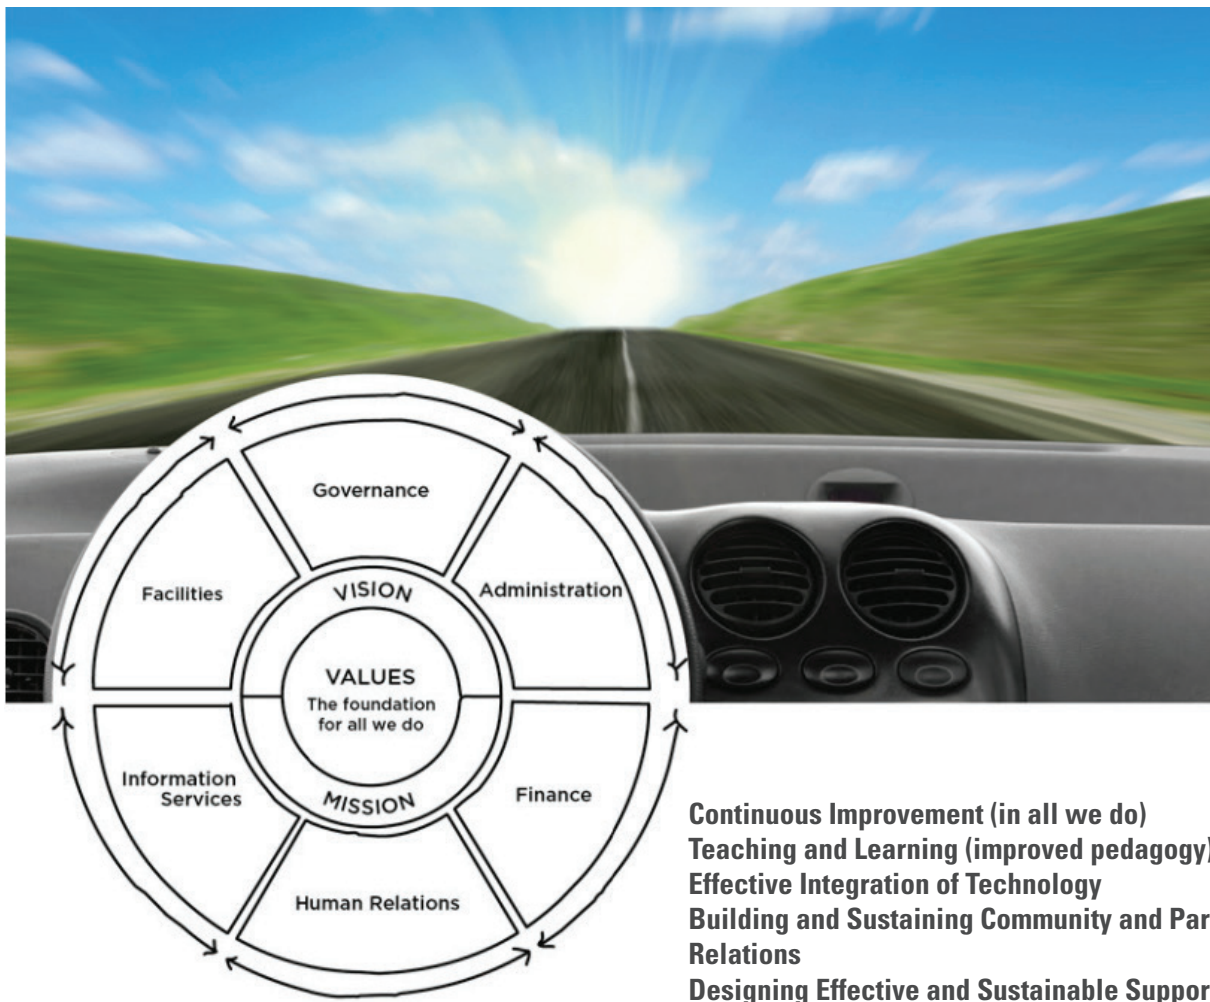 Governance
Facilities
Administration
VISION
VALUES
The foundation
for all we do
MISSION
Information
Services
Finance
Human Relations
Continuous Improvement (in all we do)
Teaching and Learning (improved pedagogy)
Effective Integration of Technology
Building and Sustaining Community and Par
Relations
Designing Effective and Sustainable Suppor